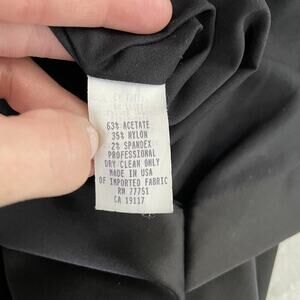 63% ACETATE
35% NYLON
2% SPANDEX
PROFESSIONAL
DRY CLEAN ONLY
MADE IN USA
OF IMPORTED FABRIC
RN 77751
CA 19117